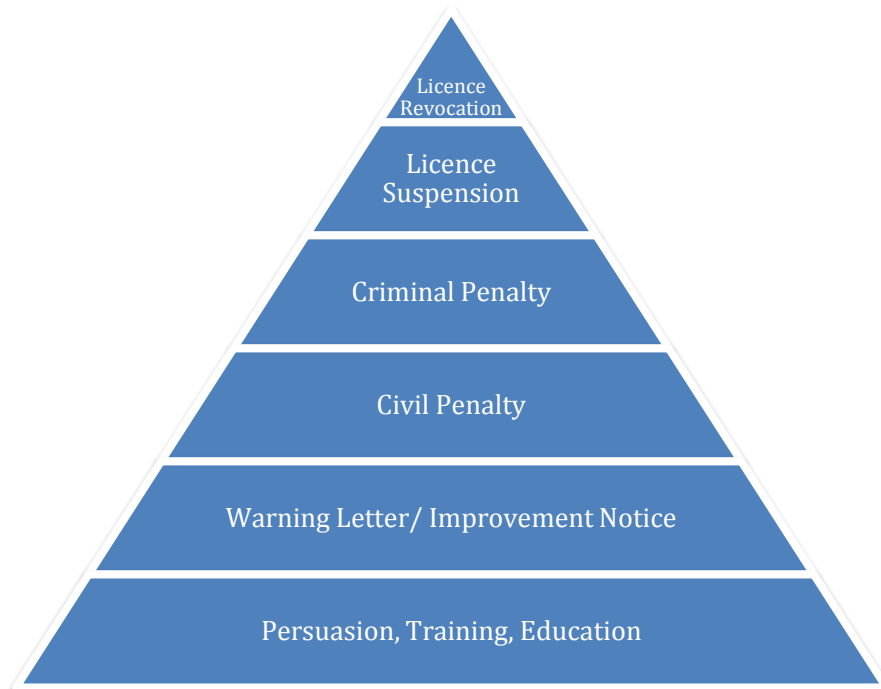 Licence
Revocation
Licence
Suspension
Criminal Penalty
Civil Penalty
Warning Letter/ Improvement Notice
Persuasion, Training, Education